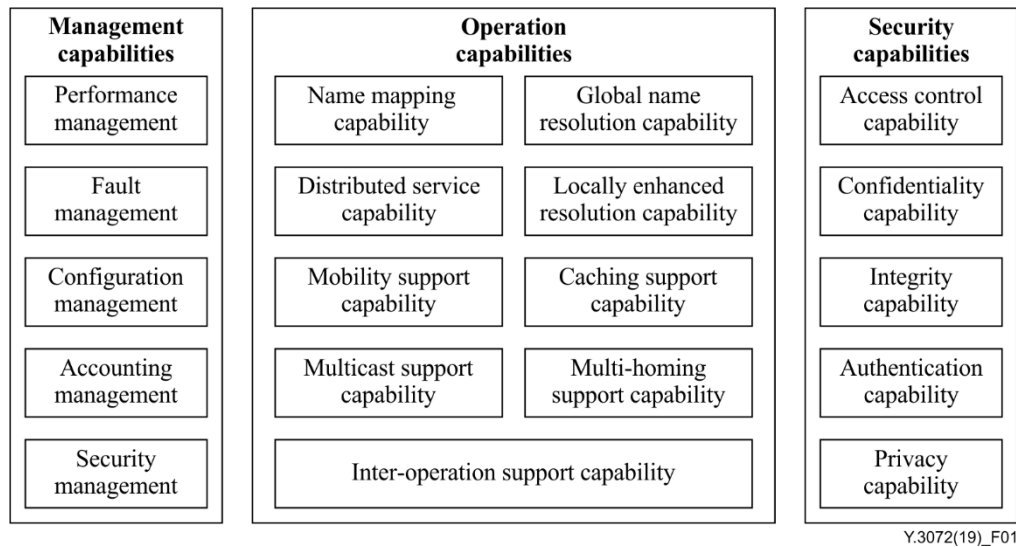 Management
capabilities
Performance
management
Fault
management
Configuration
management
Accounting
management
Security
management
Operation
capabilities
Name mapping
capability
Global name
resolution capability
Distributed service
capability
Locally enhanced
resolution capability
Mobility support
capability
Caching support
capability
Multicast support
capability
Multi-homing
support capability
Inter-operation support capability
Security
capabilities
Access control
capability
Confidentiality
capability
Integrity
capability
Authentication
capability
Privacy
capability
Y.3072(19)_F01